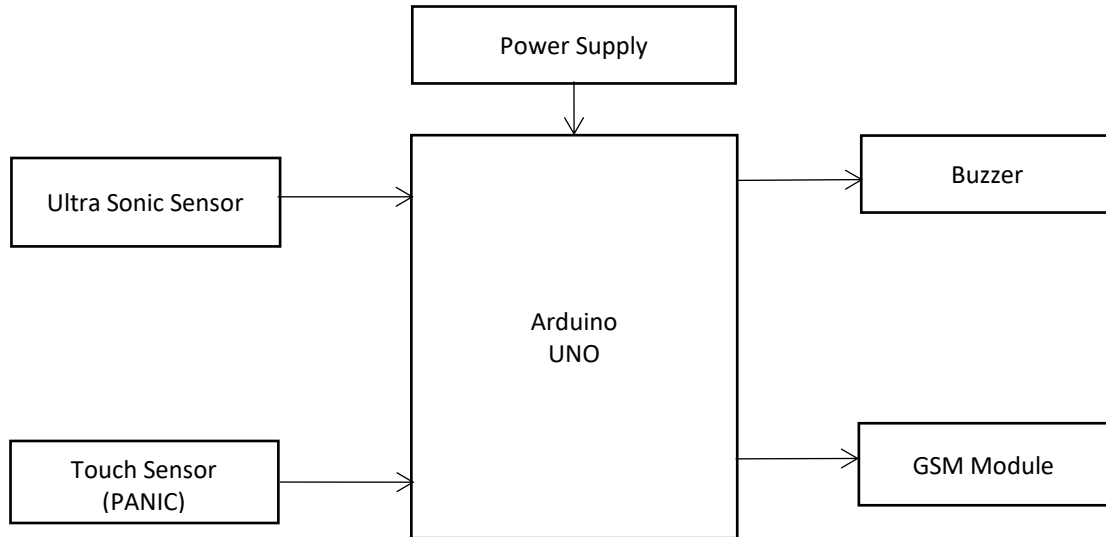 Power Supply
Ultra Sonic Sensor
Buzzer
Arduino
UNO
Touch Sensor
(PANIC)
GSM Module